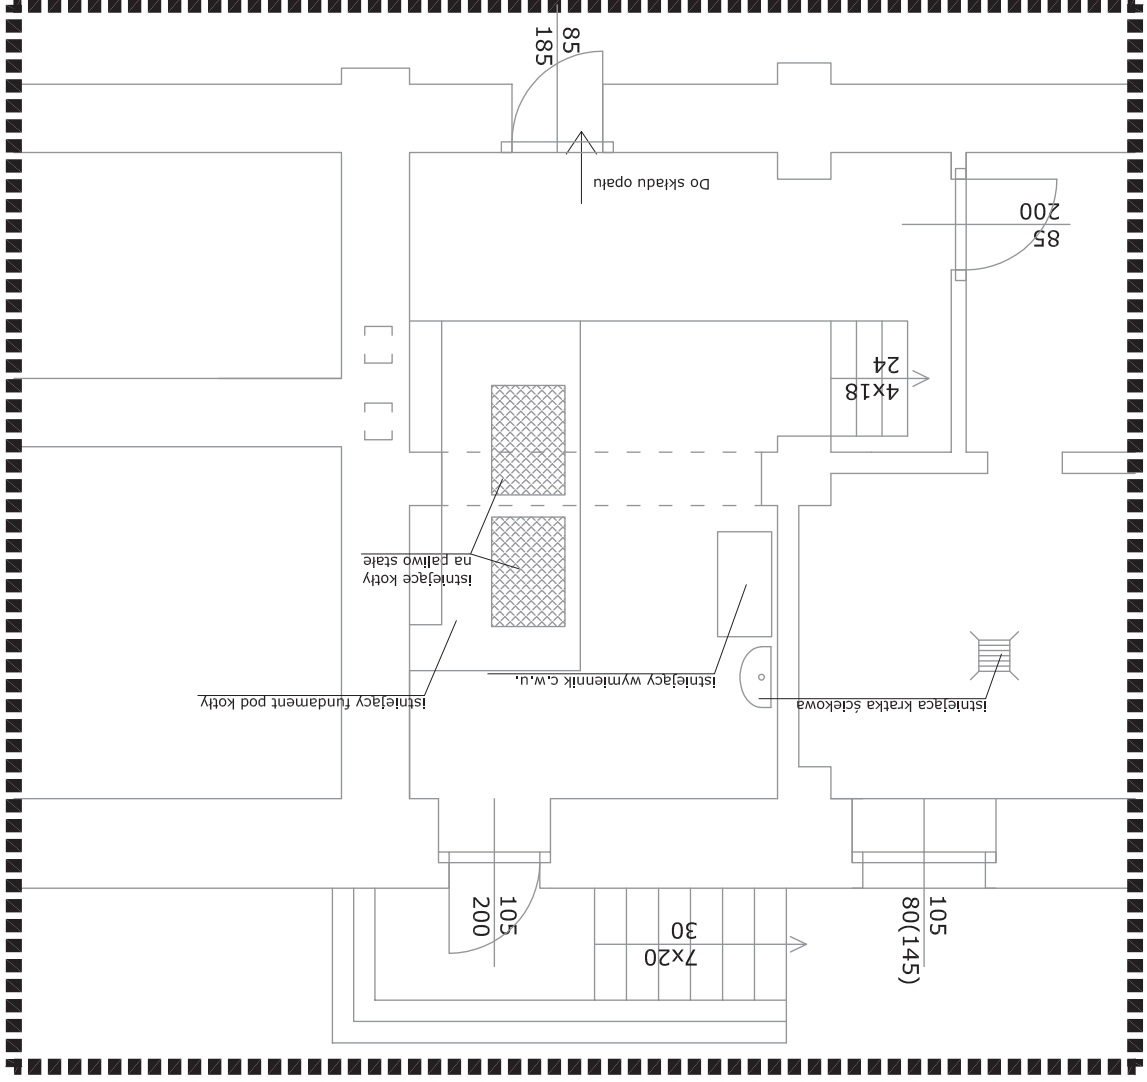 105
80(145)
7x20
30
105
200
istniejąca kratka ściekowa
istniejący fundament pod kotły
istniejący wymiennik c.w.u.
istniejące kotły
na paliwo stałe
4x18
24
85
200
Do składu opału
85
185